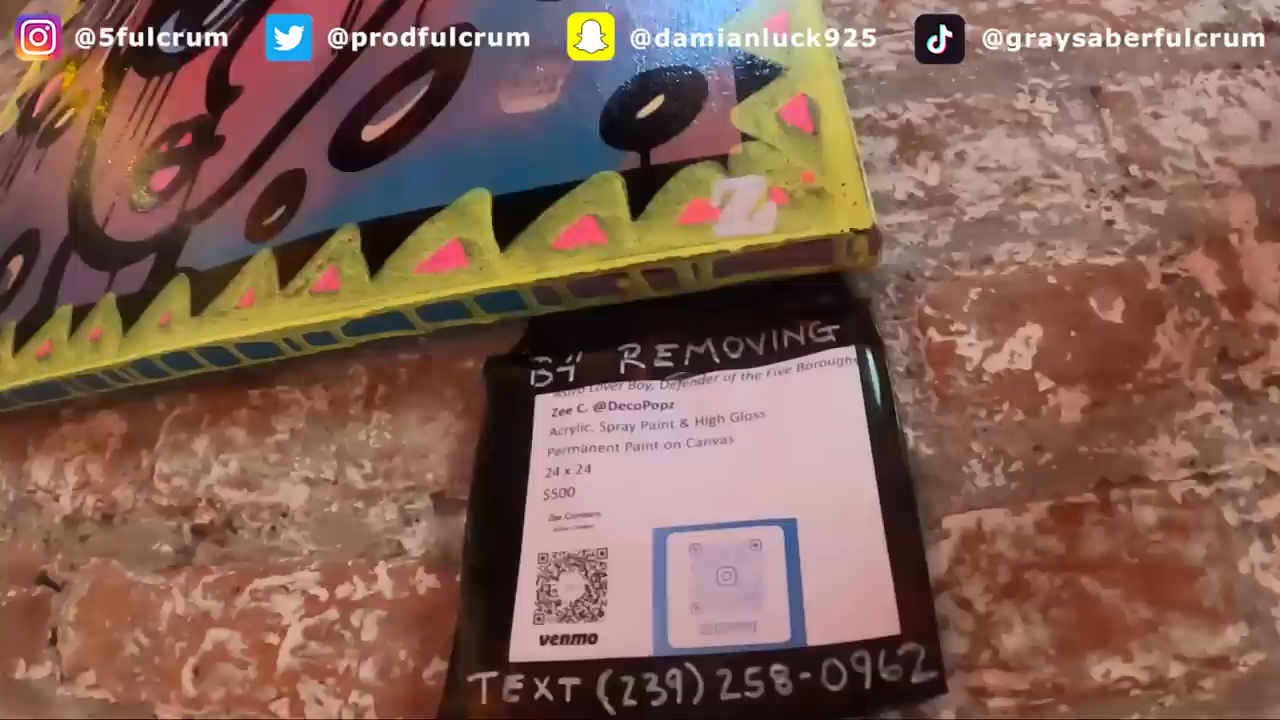 @5fulcrum @prodfulcrum @damianluck925 @graysaberfulcrum
Z
BY REMOVING
Astro Lover Boy, Defender of the Five Boroughs
Zee C. @DecoPopz
Acrylic, Spray Paint & High Gloss
Permanent Paint on Canvas
24 x 24
$500
venmo
TEXT (239) 258-0962